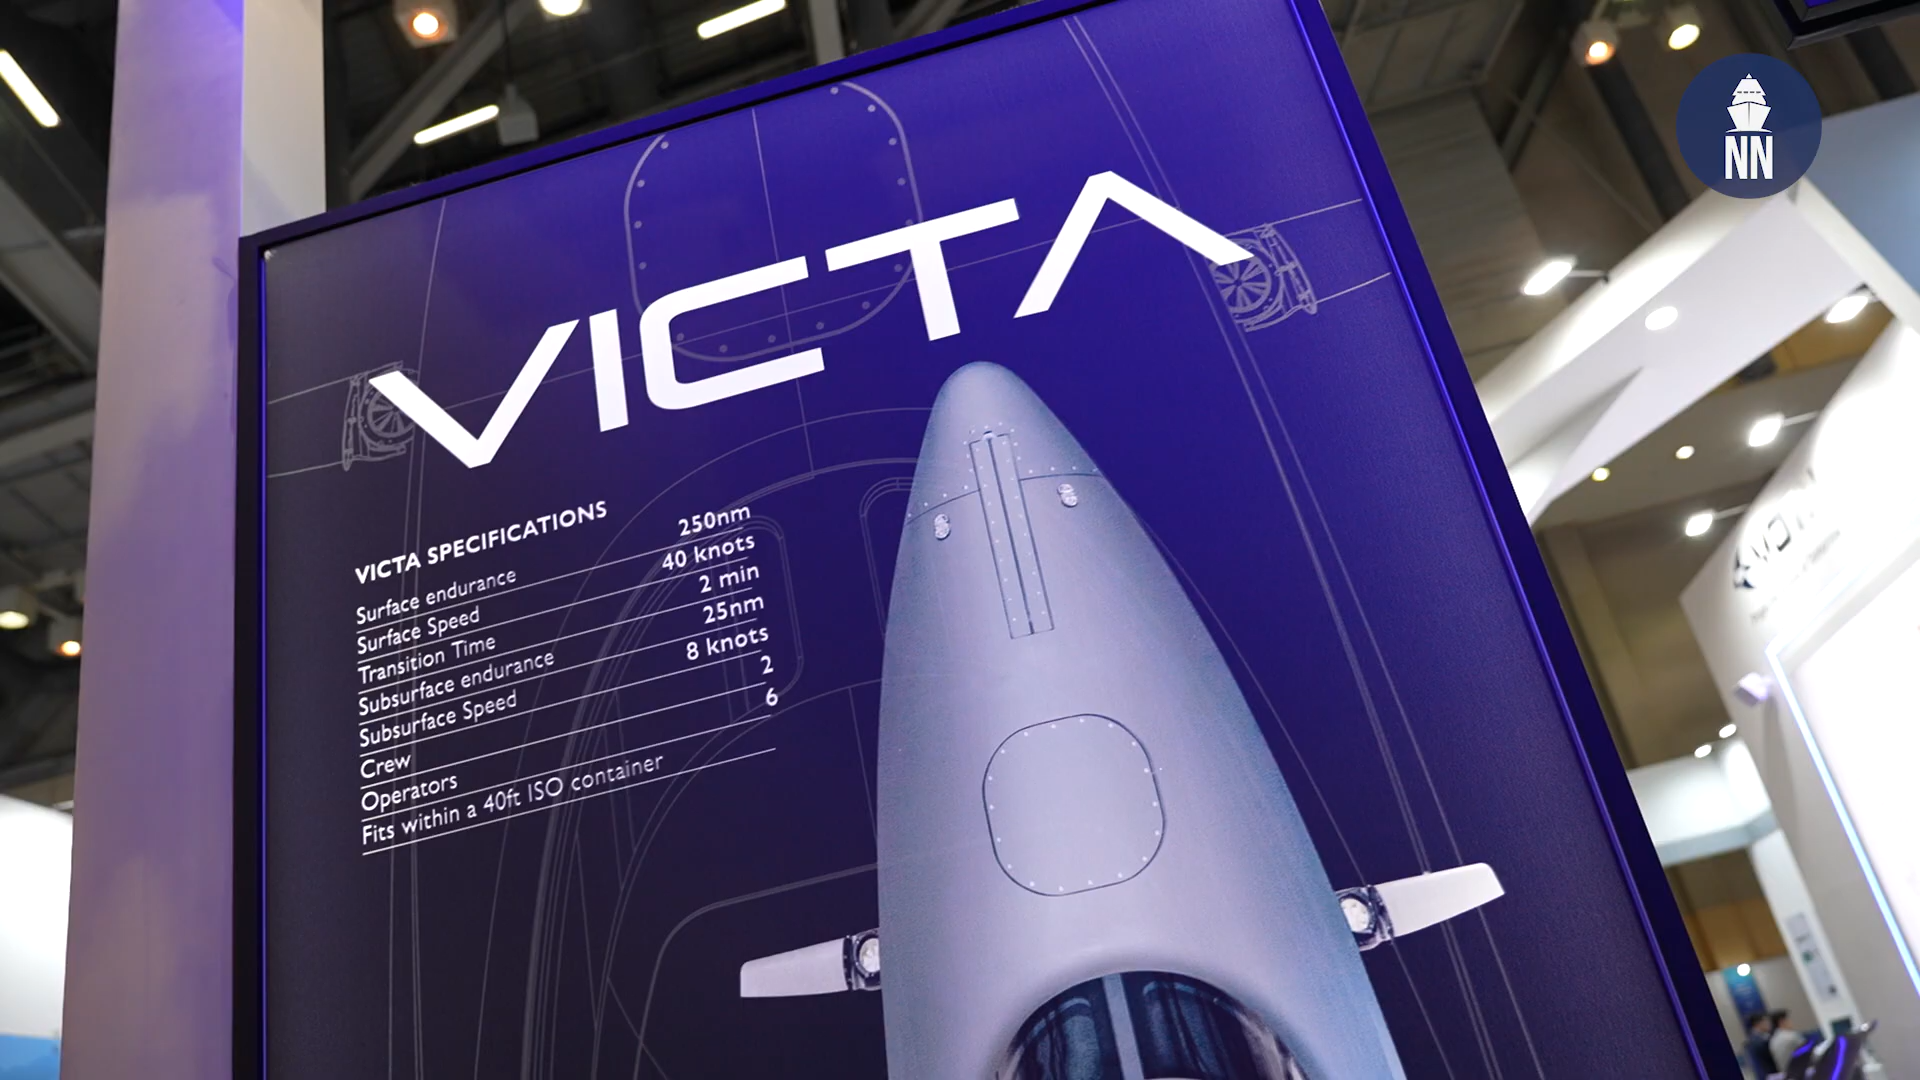 NN
VICTA
VICTA SPECIFICATIONS
Surface endurance 250nm
Surface Speed 40 knots
Transition Time 2 min
Subsurface endurance 25nm
Subsurface Speed 8 knots
Crew 2
Operators 6
Fits within a 40ft ISO container